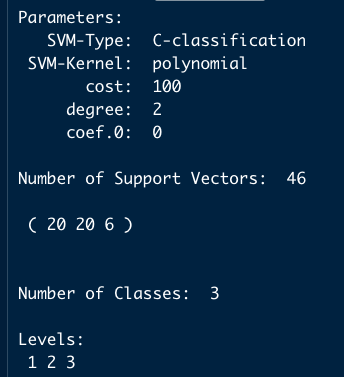 Parameters:
   SVM-Type:  C-classification
 SVM-Kernel:  polynomial
       cost:  100
     degree:  2
     coef.0:  0
Number of Support Vectors:  46
 ( 20 20 6 )
Number of Classes:  3
Levels:
 1 2 3